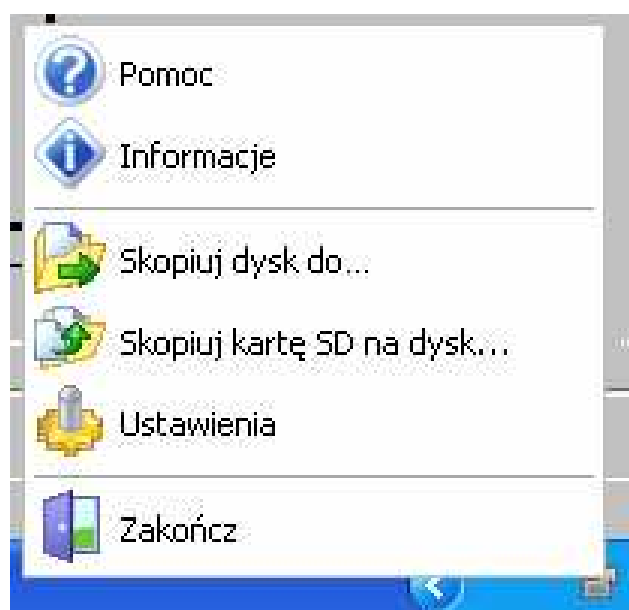 Pomoc
Informacje
Skopiuj dysk do...
Skopiuj kartę SD na dysk...
Ustawienia
Zakończ